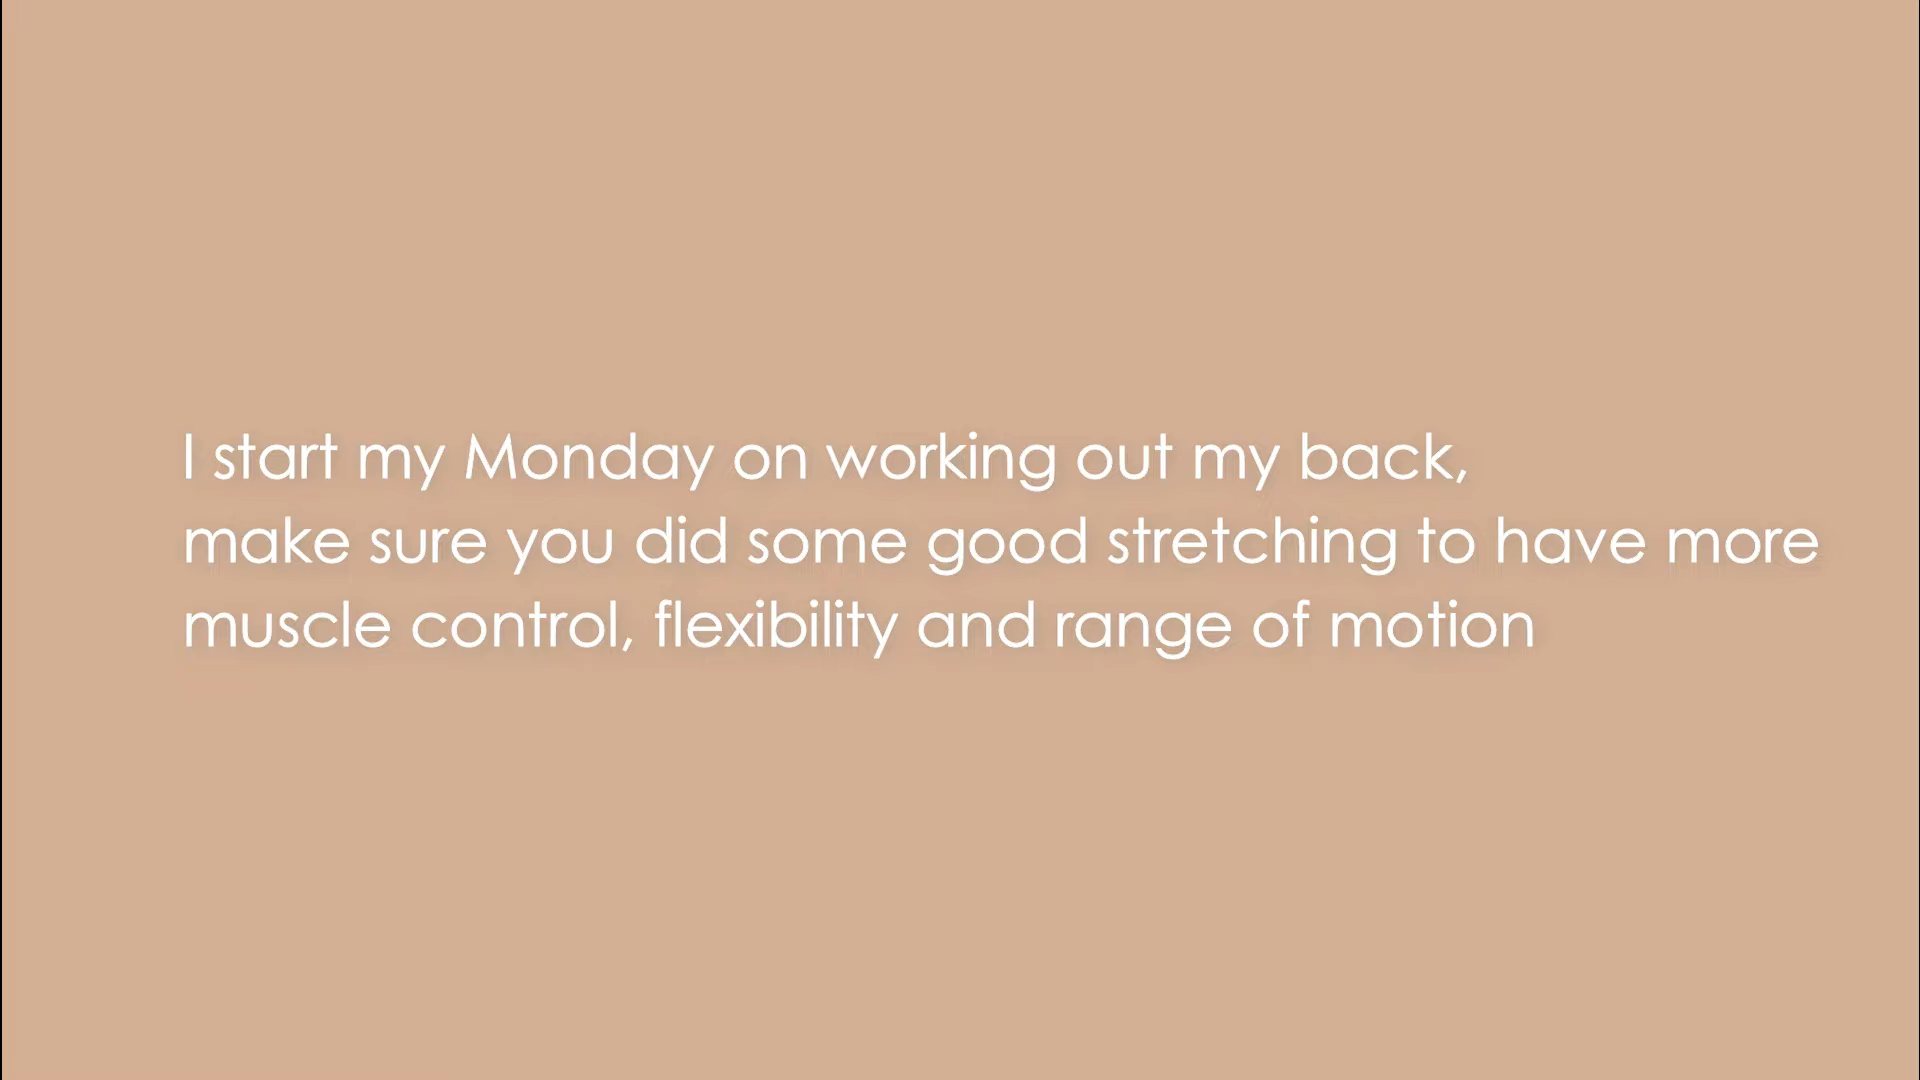 I start my Monday on working out my back,
make sure you did some good stretching to have more
muscle control, flexibility and range of motion